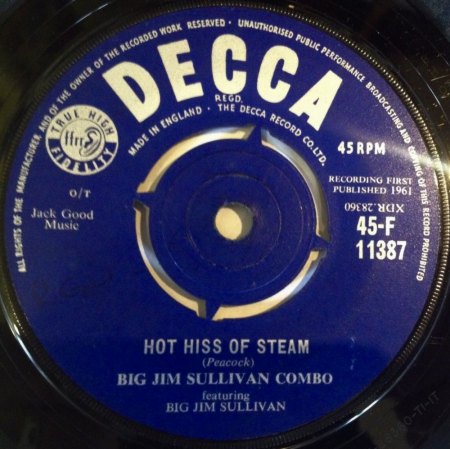 ALL RIGHTS OF THE MANUFACTURER AND OF THE OWNER OF THE RECORDED WORK RESERVED · UNAUTHORISED PUBLIC PERFORMANCE BROADCASTING AND COPYING OF THIS RECORD PROHIBITED
DECCA
REGD.
MADE IN ENGLAND · THE DECCA RECORD CO. LTD.
TRUE HIGH
ffrr
FIDELITY
45 RPM
RECORDING FIRST
PUBLISHED 1961
O/T
XDR.28360
Jack Good
Music
45-F
11387
HOT HISS OF STEAM
(Peacock)
BIG JIM SULLIVAN COMBO
featuring
BIG JIM SULLIVAN